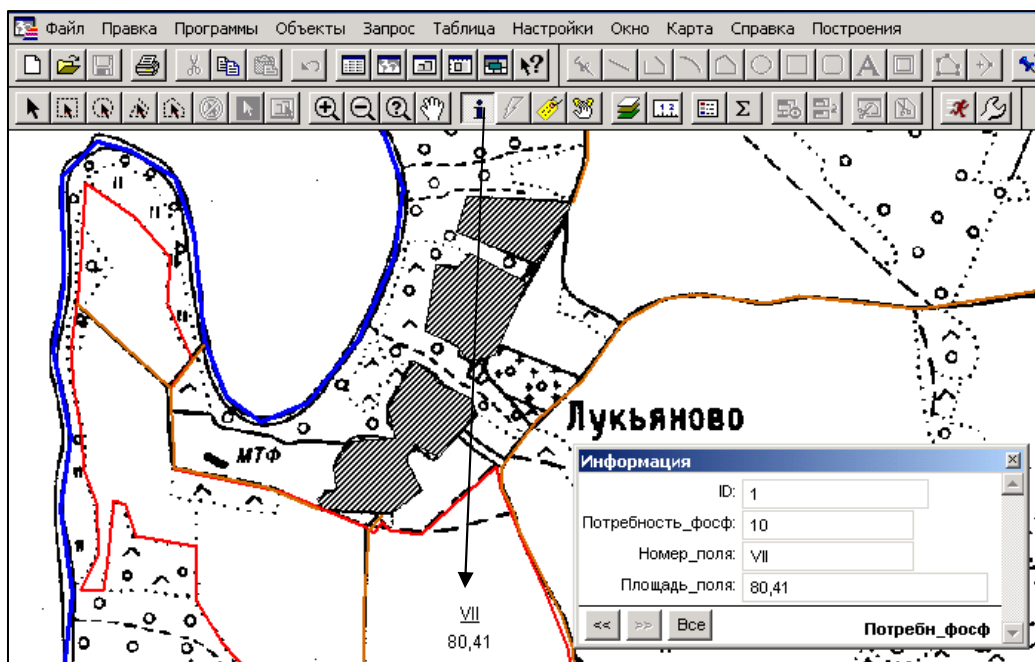 Файл Правка Программы Объекты Запрос Таблица Настройки Окно Карта Справка Построения
Лукьяново
МТФ
Информация
ID: 1
Потребность_фосф: 10
Номер_поля: VII
Площадь_поля: 80,41
<< >> Все Потребн_фосф
VII
80,41